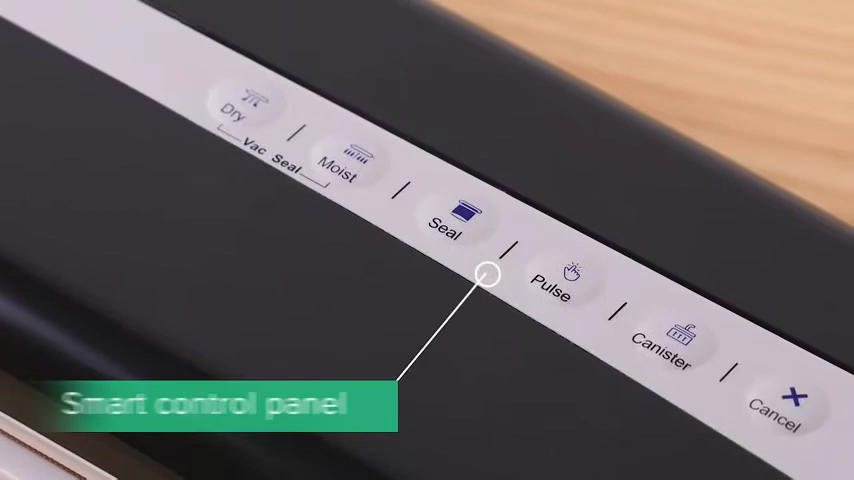 Dry
Vac Seal
Moist
Seal
Pulse
Canister
Cancel
Smart control panel